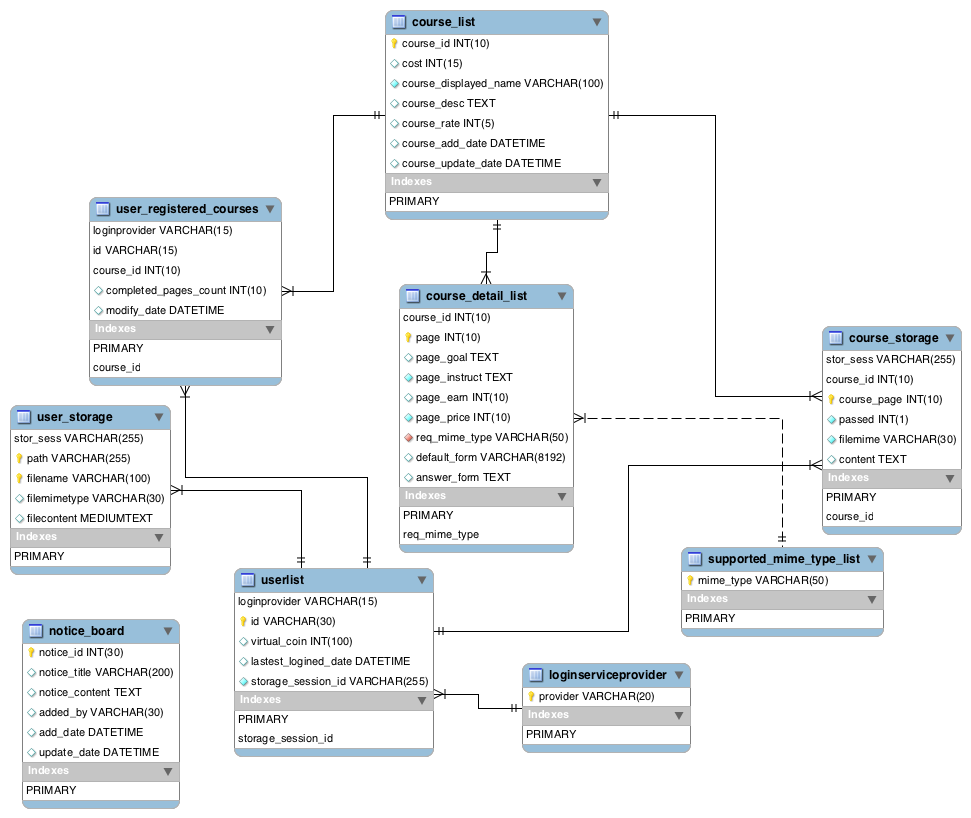 course_list
course_id INT(10)
cost INT(15)
course_displayed_name VARCHAR(100)
course_desc TEXT
course_rate INT(5)
course_add_date DATETIME
course_update_date DATETIME
Indexes
PRIMARY
user_registered_courses
loginprovider VARCHAR(15)
id VARCHAR(15)
course_id INT(10)
completed_pages_count INT(10)
modify_date DATETIME
Indexes
PRIMARY
course_id
course_detail_list
course_id INT(10)
page INT(10)
page_goal TEXT
page_instruct TEXT
page_earn INT(10)
page_price INT(10)
req_mime_type VARCHAR(50)
default_form VARCHAR(8192)
answer_form TEXT
Indexes
PRIMARY
req_mime_type
course_storage
stor_sess VARCHAR(255)
course_id INT(10)
course_page INT(10)
passed INT(1)
filemime VARCHAR(30)
content TEXT
Indexes
PRIMARY
course_id
user_storage
stor_sess VARCHAR(255)
path VARCHAR(255)
filename VARCHAR(100)
filemimetype VARCHAR(30)
filecontent MEDIUMTEXT
Indexes
PRIMARY
supported_mime_type_list
mime_type VARCHAR(50)
Indexes
PRIMARY
userlist
loginprovider VARCHAR(15)
id VARCHAR(30)
virtual_coin INT(100)
lastest_logined_date DATETIME
storage_session_id VARCHAR(255)
Indexes
PRIMARY
storage_session_id
notice_board
notice_id INT(30)
notice_title VARCHAR(200)
notice_content TEXT
added_by VARCHAR(30)
add_date DATETIME
update_date DATETIME
Indexes
PRIMARY
loginserviceprovider
provider VARCHAR(20)
Indexes
PRIMARY